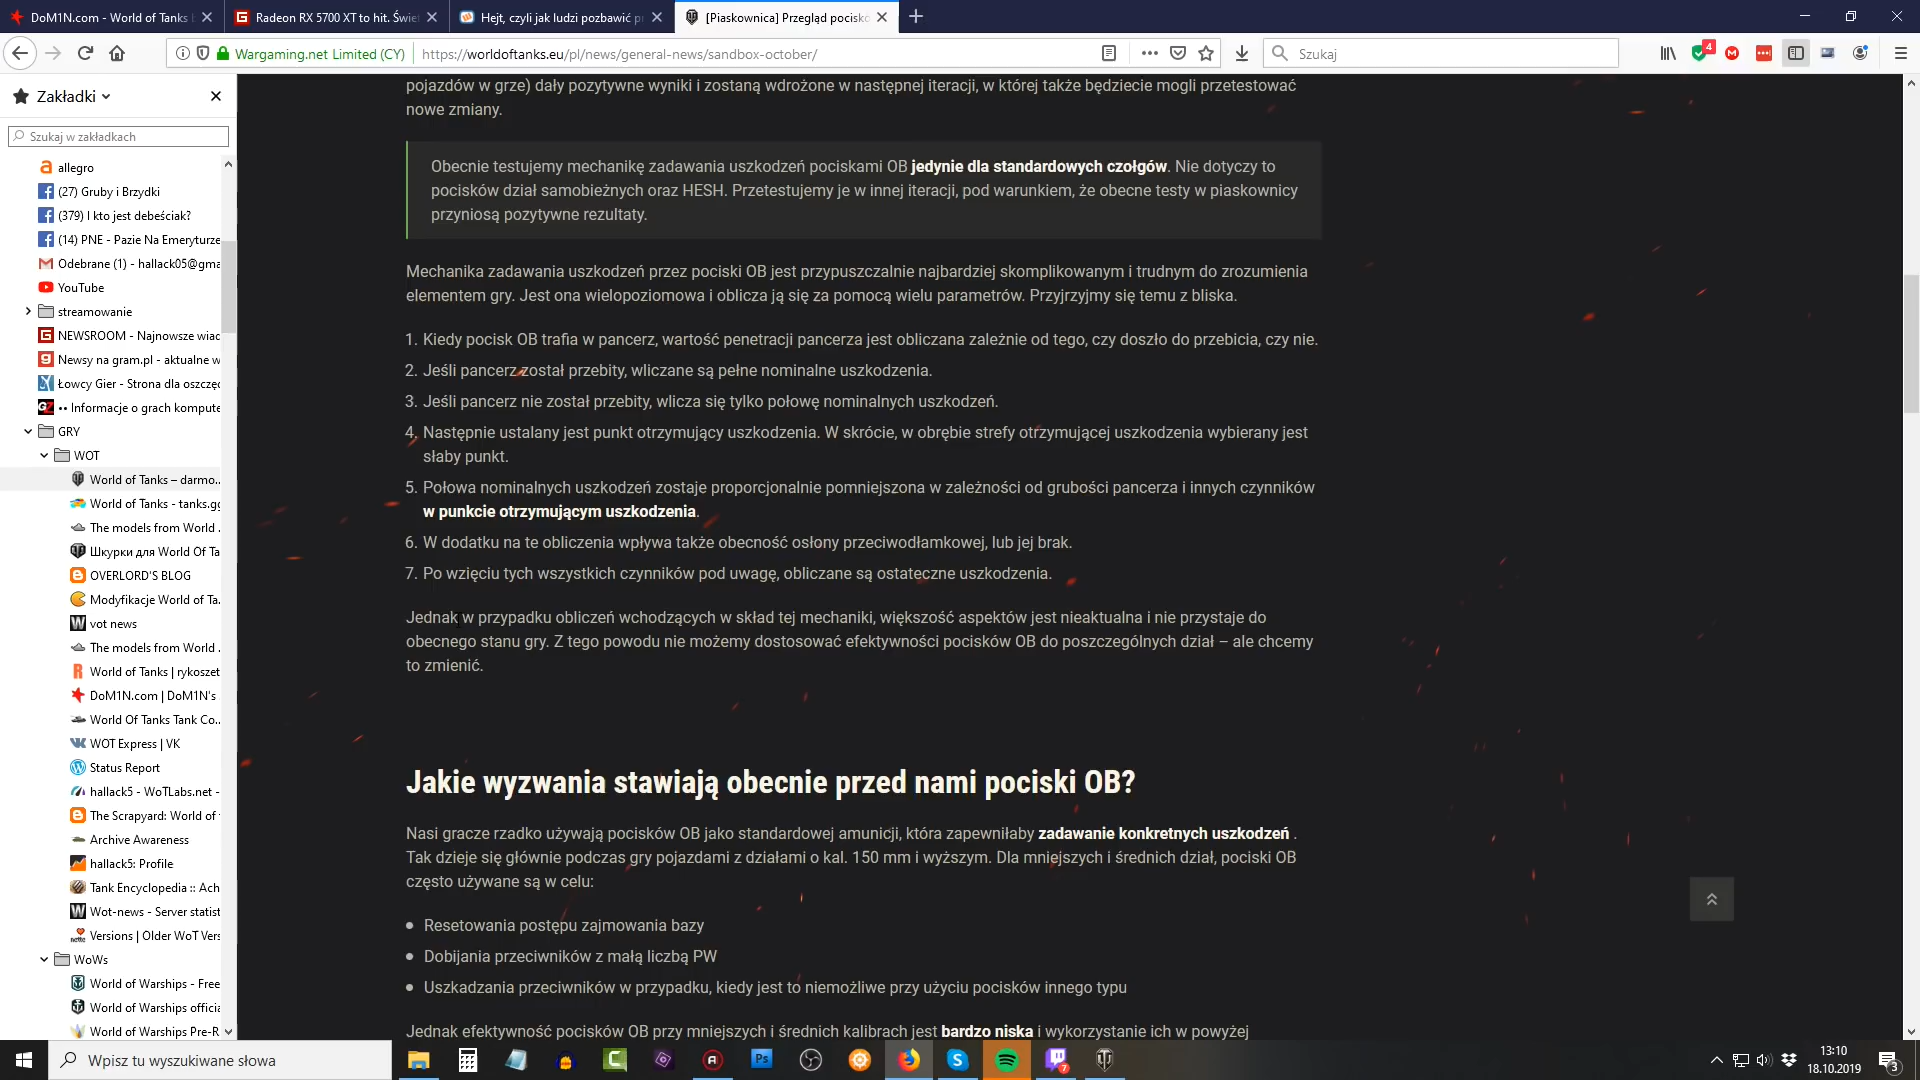 DoM1N.com - World of Tanks
Radeon RX 5700 XT to hit. Świe
Hejt, czyli jak ludzi pozbawić p
[Piaskownica] Przegląd pocisk
Wargaming.net Limited (CY)
https://worldoftanks.eu/pl/news/general-news/sandbox-october/
Szukaj
4
Zakładki
Szukaj w zakładkach
allegro
(27) Gruby i Brzydki
(379) I kto jest debeściak?
(14) PNE - Pazie Na Emeryturze
Odebrane (1) - hallack05@gma
YouTube
streamowanie
NEWSROOM - Najnowsze wiad
Newsy na gram.pl - aktualne w
Łowcy Gier - Strona dla oszczęd
•• Informacje o grach kompute
GRY
WOT
World of Tanks – darmo..
World of Tanks - tanks.gg
The models from World .
Шкурки для World Of Ta
OVERLORD'S BLOG
Modyfikacje World of Ta.
vot news
The models from World .
World of Tanks | rykoszet
DoM1N.com | DoM1N's
World Of Tanks Tank Co..
WOT Express | VK
Status Report
hallack5 - WoTLabs.net -
The Scrapyard: World of
Archive Awareness
hallack5: Profile
Tank Encyclopedia :: Ach
Wot-news - Server statist
Versions | Older WoT Vers
WoWs
World of Warships - Free
World of Warships officia
World of Warships Pre-R
pojazdów w grze) dały pozytywne wyniki i zostaną wdrożone w następnej iteracji, w której także będziecie mogli przetestować
nowe zmiany.
Obecnie testujemy mechanikę zadawania uszkodzeń pociskami OB jedynie dla standardowych czołgów. Nie dotyczy to
pocisków dział samobieżnych oraz HESH. Przetestujemy je w innej iteracji, pod warunkiem, że obecne testy w piaskownicy
przyniosą pozytywne rezultaty.
Mechanika zadawania uszkodzeń przez pociski OB jest przypuszczalnie najbardziej skomplikowanym i trudnym do zrozumienia
elementem gry. Jest ona wielopoziomowa i oblicza ją się za pomocą wielu parametrów. Przyjrzyjmy się temu z bliska.
1. Kiedy pocisk OB trafia w pancerz, wartość penetracji pancerza jest obliczana zależnie od tego, czy doszło do przebicia, czy nie.
2. Jeśli pancerz został przebity, wliczane są pełne nominalne uszkodzenia.
3. Jeśli pancerz nie został przebity, wlicza się tylko połowę nominalnych uszkodzeń.
4. Następnie ustalany jest punkt otrzymujący uszkodzenia. W skrócie, w obrębie strefy otrzymującej uszkodzenia wybierany jest
słaby punkt.
5. Połowa nominalnych uszkodzeń zostaje proporcjonalnie pomniejszona w zależności od grubości pancerza i innych czynników
w punkcie otrzymującym uszkodzenia.
6. W dodatku na te obliczenia wpływa także obecność osłony przeciwodłamkowej, lub jej brak.
7. Po wzięciu tych wszystkich czynników pod uwagę, obliczane są ostateczne uszkodzenia.
Jednak w przypadku obliczeń wchodzących w skład tej mechaniki, większość aspektów jest nieaktualna i nie przystaje do
obecnego stanu gry. Z tego powodu nie możemy dostosować efektywności pocisków OB do poszczególnych dział – ale chcemy
to zmienić.
Jakie wyzwania stawiają obecnie przed nami pociski OB?
Nasi gracze rzadko używają pocisków OB jako standardowej amunicji, która zapewniłaby zadawanie konkretnych uszkodzeń .
Tak dzieje się głównie podczas gry pojazdami z działami o kal. 150 mm i wyższym. Dla mniejszych i średnich dział, pociski OB
często używane są w celu:
Resetowania postępu zajmowania bazy
Dobijania przeciwników z małą liczbą PW
Uszkadzania przeciwników w przypadku, kiedy jest to niemożliwe przy użyciu pocisków innego typu
Jednak efektywność pocisków OB przy mniejszych i średnich kalibrach jest bardzo niska i wykorzystanie ich w powyżej
Wpisz tu wyszukiwane słowa
Ps
7
13:10
18.10.2019
3